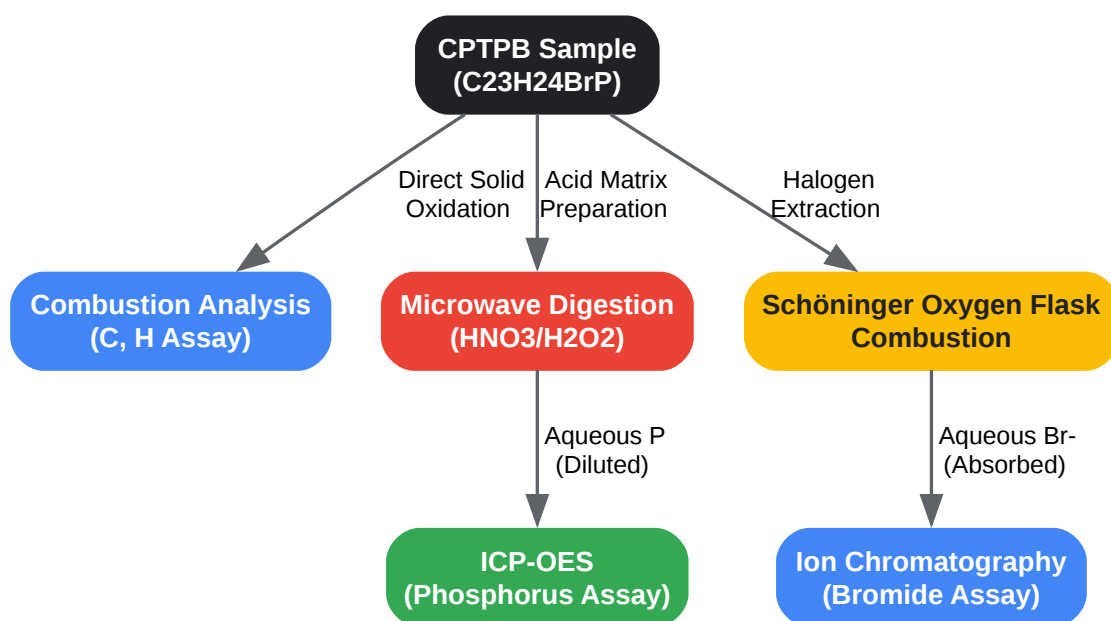 CPTPB Sample
(C23H24BrP)
Direct Solid
Oxidation
Acid Matrix
Preparation
Halogen
Extraction
Combustion Analysis
(C, H Assay)
Microwave Digestion
(HNO3/H2O2)
Schöninger Oxygen Flask
Combustion
Aqueous P
(Diluted)
Aqueous Br-
(Absorbed)
ICP-OES
(Phosphorus Assay)
Ion Chromatography
(Bromide Assay)